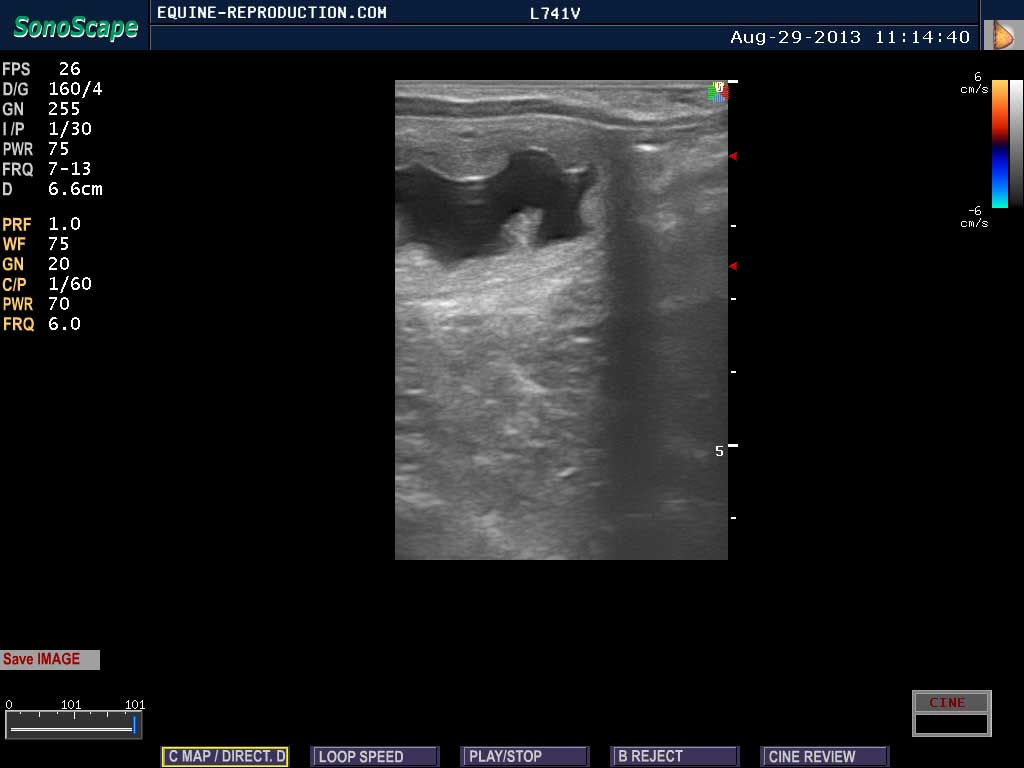 SonoScape
EQUINE-REPRODUCTION.COM L741V
Aug-29-2013 11:14:40
FPS 26
D/G 160/4
GN 255
I/P 1/30
PWR 75
FRQ 7-13
D 6.6cm
PRF 1.0
WF 75
GN 20
C/P 1/60
PWR 70
FRQ 6.0
6
cm/s
-6
cm/s
5
Save IMAGE
0 101 101
CINE
C MAP / DIRECT. D LOOP SPEED PLAY/STOP B REJECT CINE REVIEW